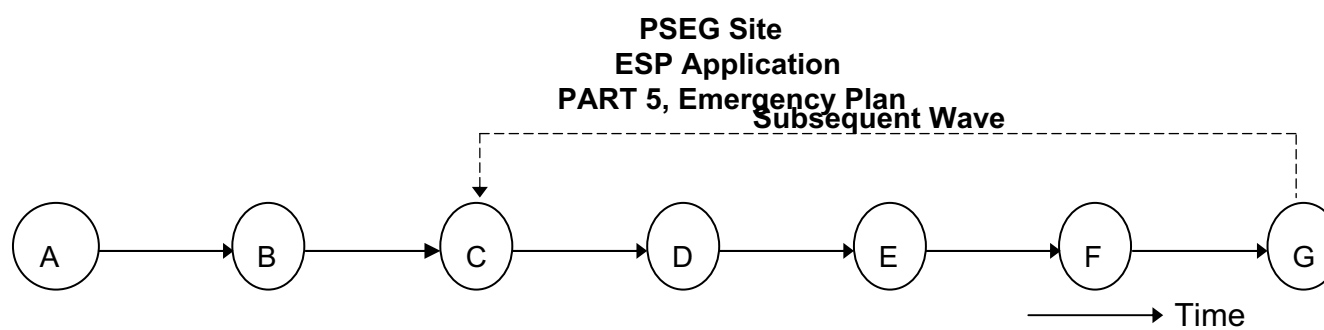 PSEG Site
ESP Application
PART 5, Emergency Plan
Subsequent Wave
A B C D E F G
Time